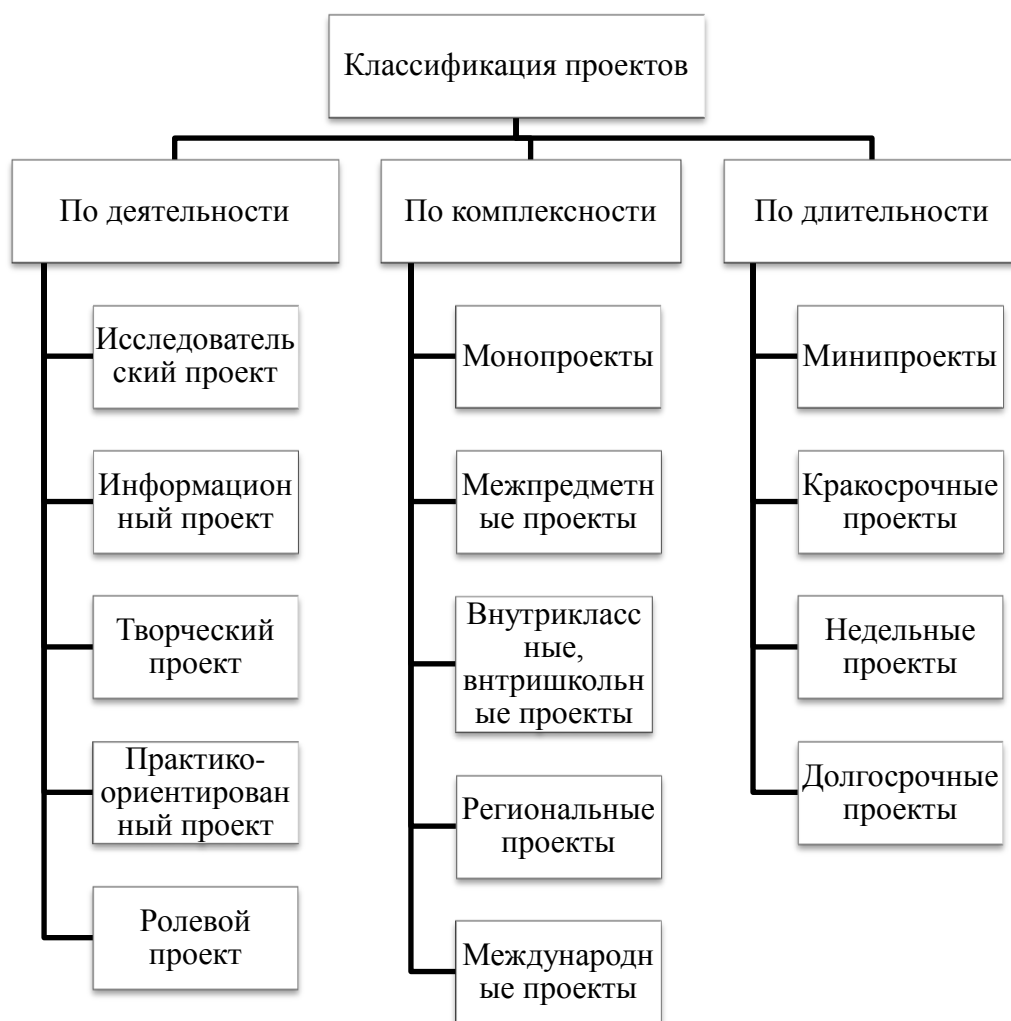 Классификация проектов
По деятельности
Исследователь
ский проект
Информацион
ный проект
Творческий
проект
Практико-
ориентирован
ный проект
Ролевой
проект
По комплексности
Монопроекты
Межпредметн
ые проекты
Внутриклассс
ные,
внтришкольн
ые проекты
Региональные
проекты
Международн
ые проекты
По длительности
Минипроекты
Кракосрочные
проекты
Недельные
проекты
Долгосрочные
проекты